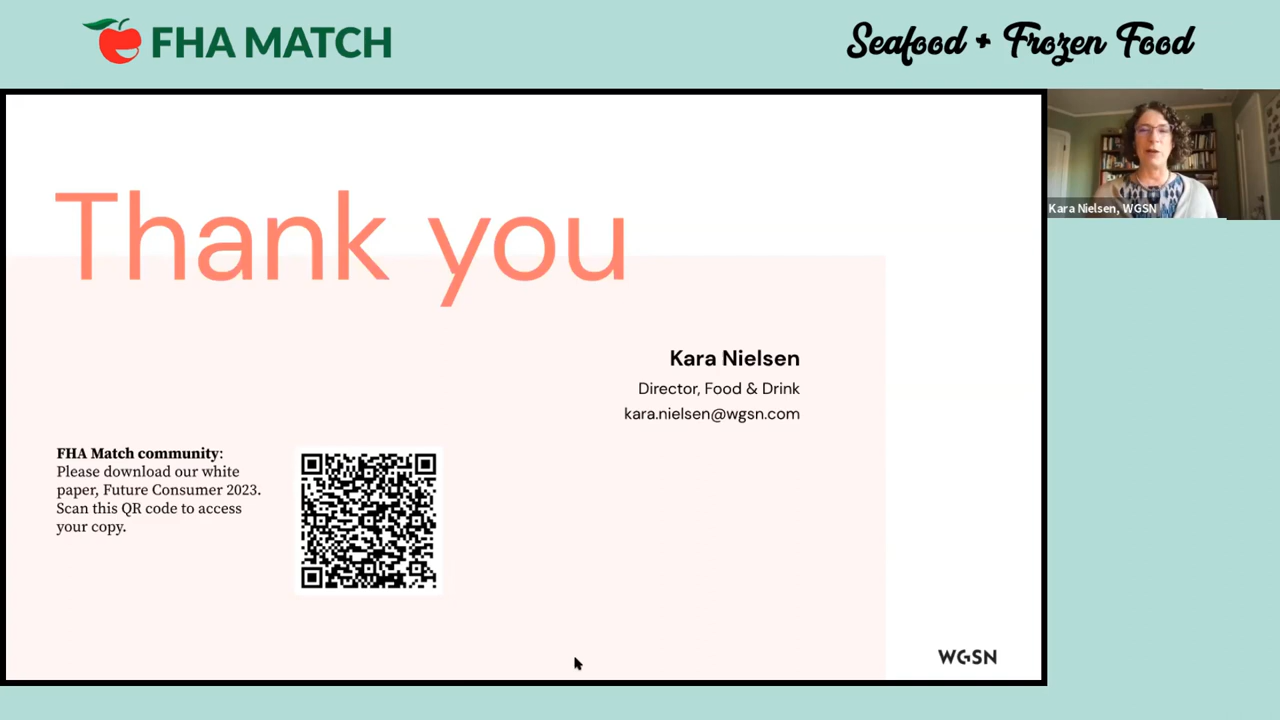 FHA MATCH
Seafood + Frozen Food
Kara Nielsen, WGSN
Thank you
Kara Nielsen
Director, Food & Drink
kara.nielsen@wgsn.com
FHA Match community:
Please download our white
paper, Future Consumer 2023.
Scan this QR code to access
your copy.
WGSN